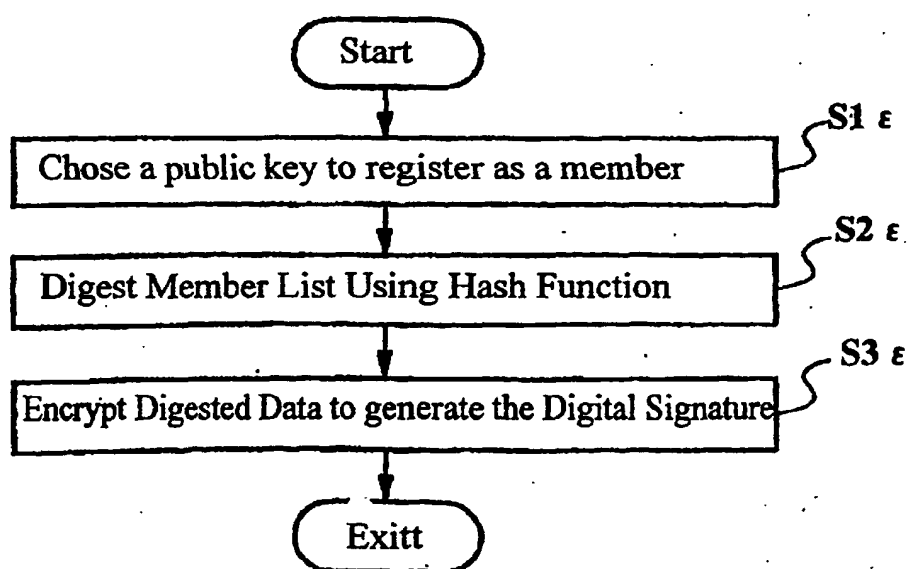 Start
S1 ε
Chose a public key to register as a member
S2 ε
Digest Member List Using Hash Function
S3 ε
Encrypt Digested Data to generate the Digital Signature
Exitt